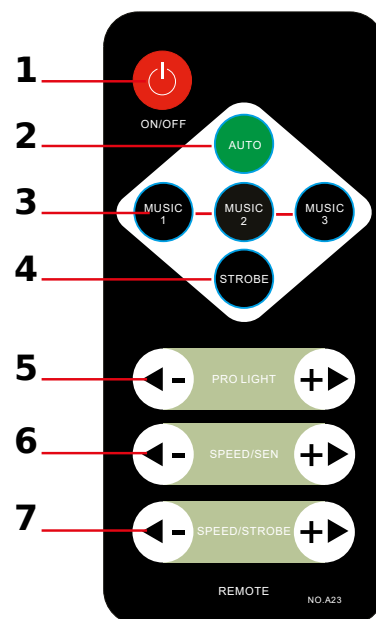 1
ON/OFF
2
AUTO
3
MUSIC
1
MUSIC
2
MUSIC
3
4
STROBE
5
- PRO LIGHT +
6
- SPEED/SEN +
7
- SPEED/STROBE +
REMOTE
NO.A23